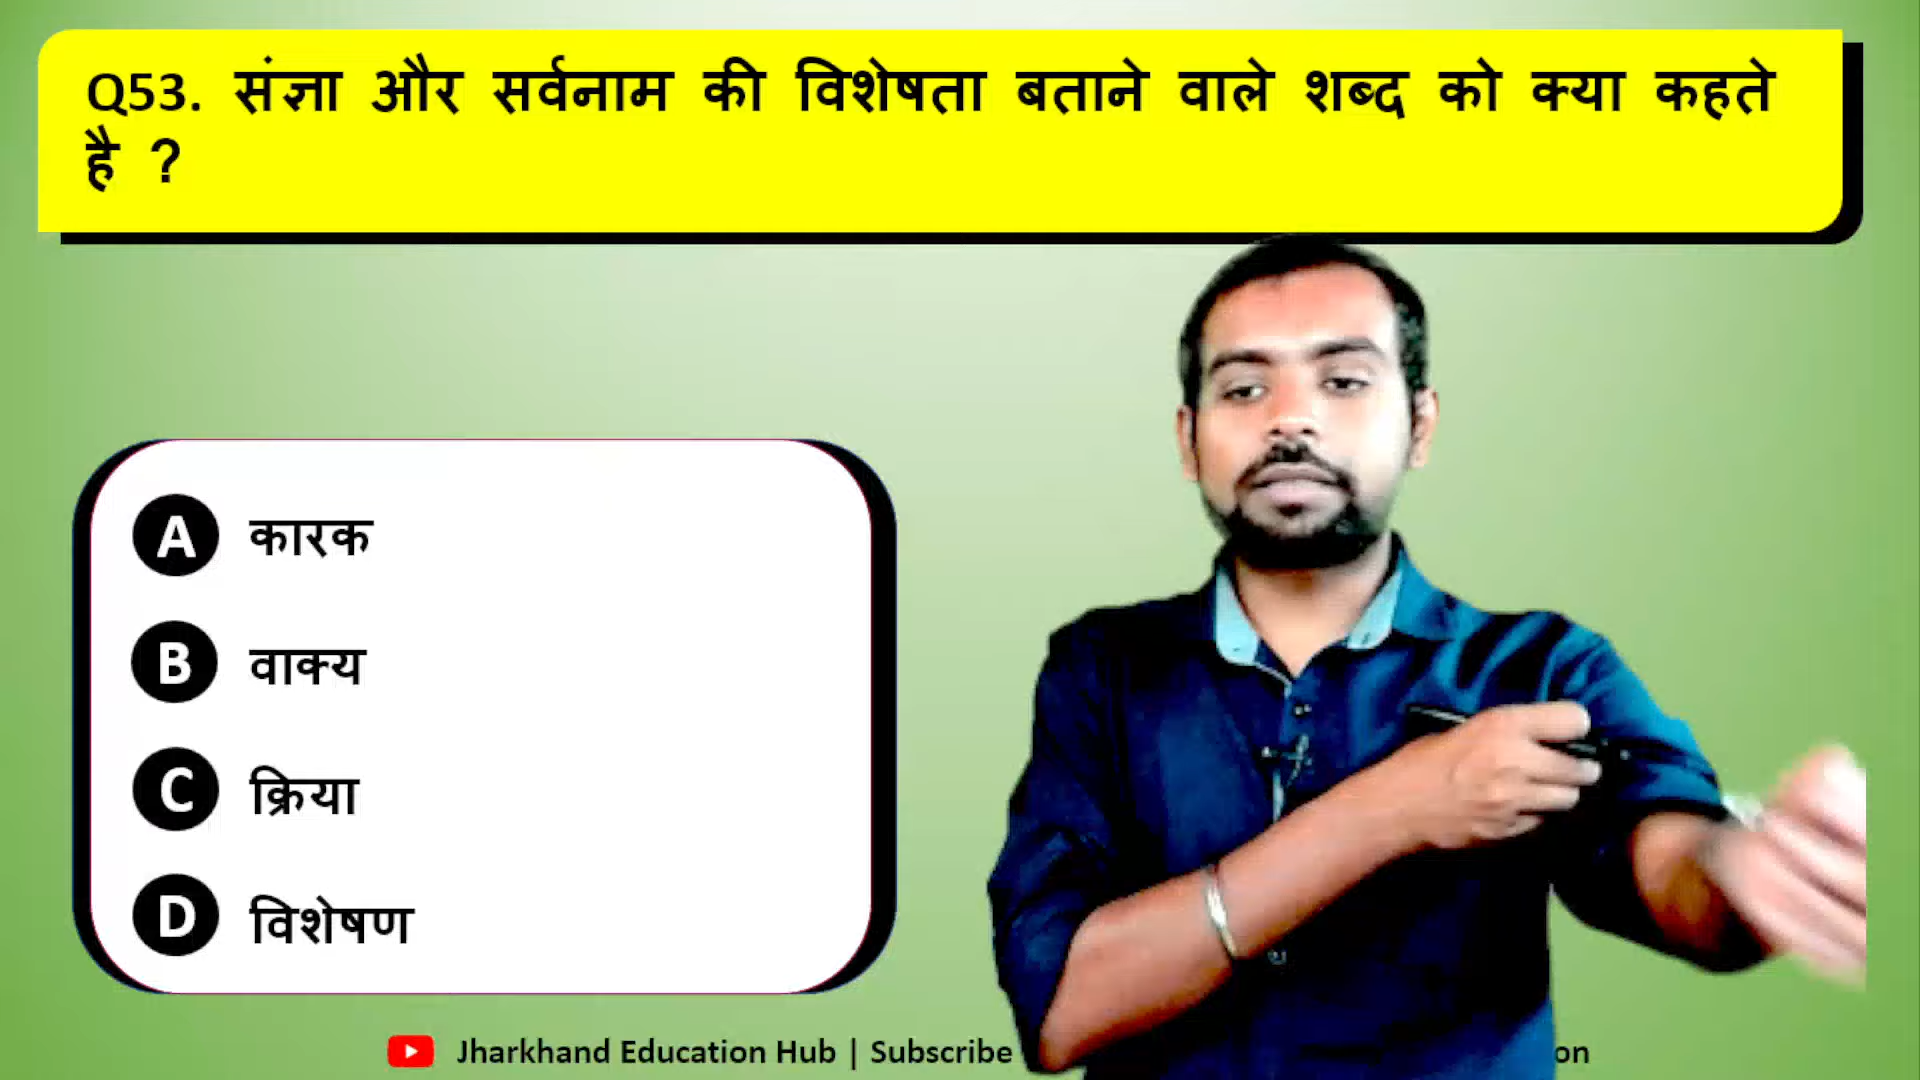 Q53. संज्ञा और सर्वनाम की विशेषता बताने वाले शब्द को क्या कहते
है ?
A कारक
B वाक्य
C क्रिया
D विशेषण
Jharkhand Education Hub | Subscribe